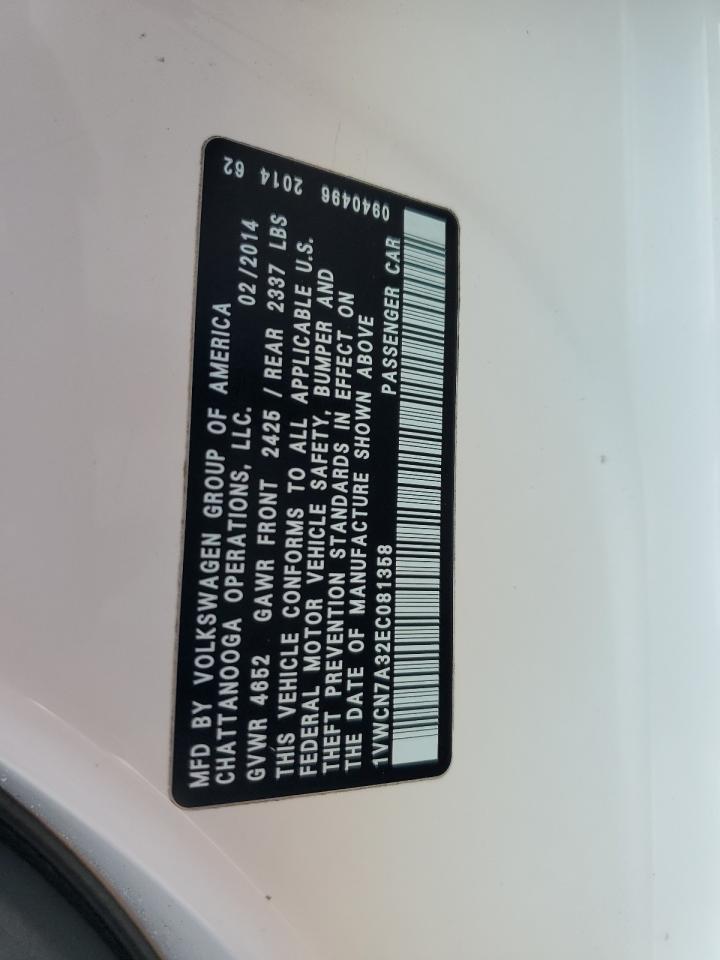 MFD BY VOLKSWAGEN GROUP OF AMERICA
CHATTANOOGA OPERATIONS, LLC. 02/2014
GVWR 4652 GAWR FRONT 2425 / REAR 2337 LBS
THIS VEHICLE CONFORMS TO ALL APPLICABLE U.S.
FEDERAL MOTOR VEHICLE SAFETY, BUMPER AND
THEFT PREVENTION STANDARDS IN EFFECT ON
THE DATE OF MANUFACTURE SHOWN ABOVE
1VWCN7A32EC081358 PASSENGER CAR
0940496 2014 62